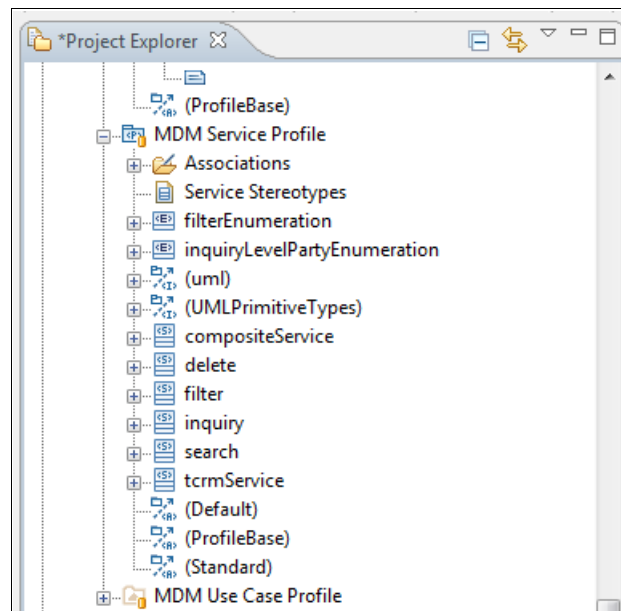 *Project Explorer
(ProfileBase)
MDM Service Profile
Associations
Service Stereotypes
filterEnumeration
inquiryLevelPartyEnumeration
(uml)
(UMLPrimitiveTypes)
compositeService
delete
filter
inquiry
search
tcrmService
(Default)
(ProfileBase)
(Standard)
MDM Use Case Profile